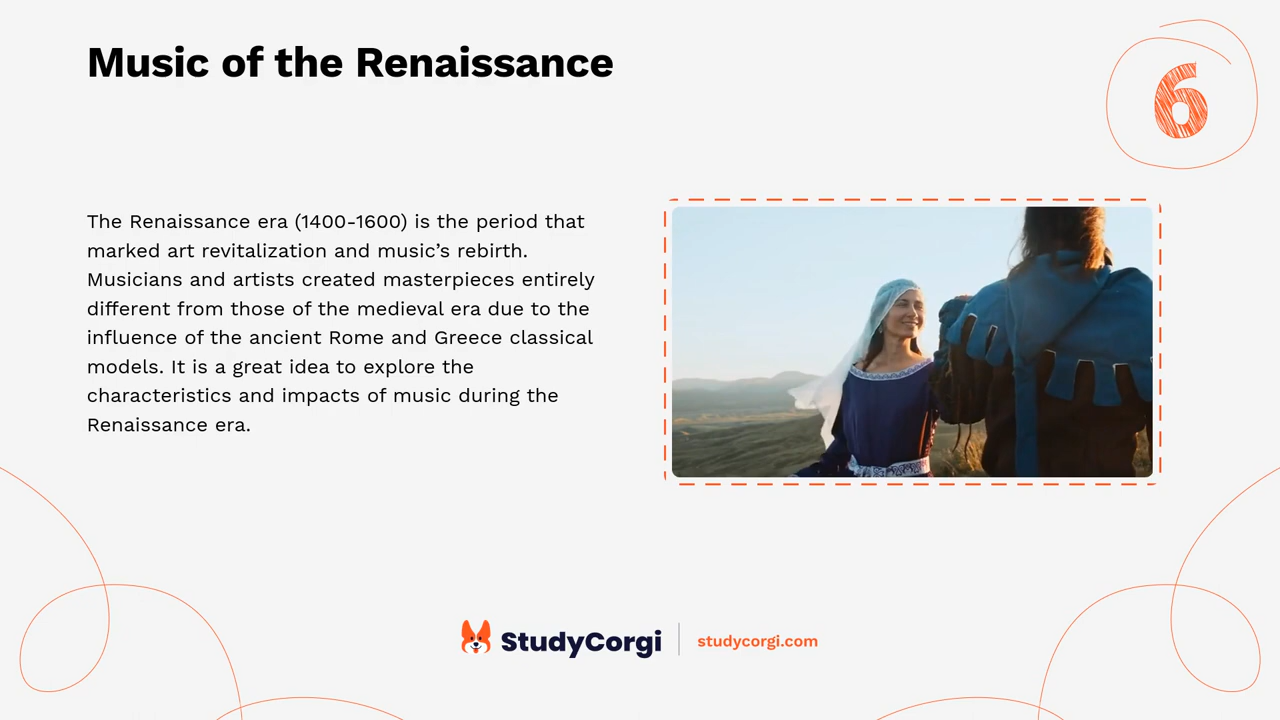 Music of the Renaissance
6
The Renaissance era (1400-1600) is the period that
marked art revitalization and music’s rebirth.
Musicians and artists created masterpieces entirely
different from those of the medieval era due to the
influence of the ancient Rome and Greece classical
models. It is a great idea to explore the
characteristics and impacts of music during the
Renaissance era.
StudyCorgi
studycorgi.com